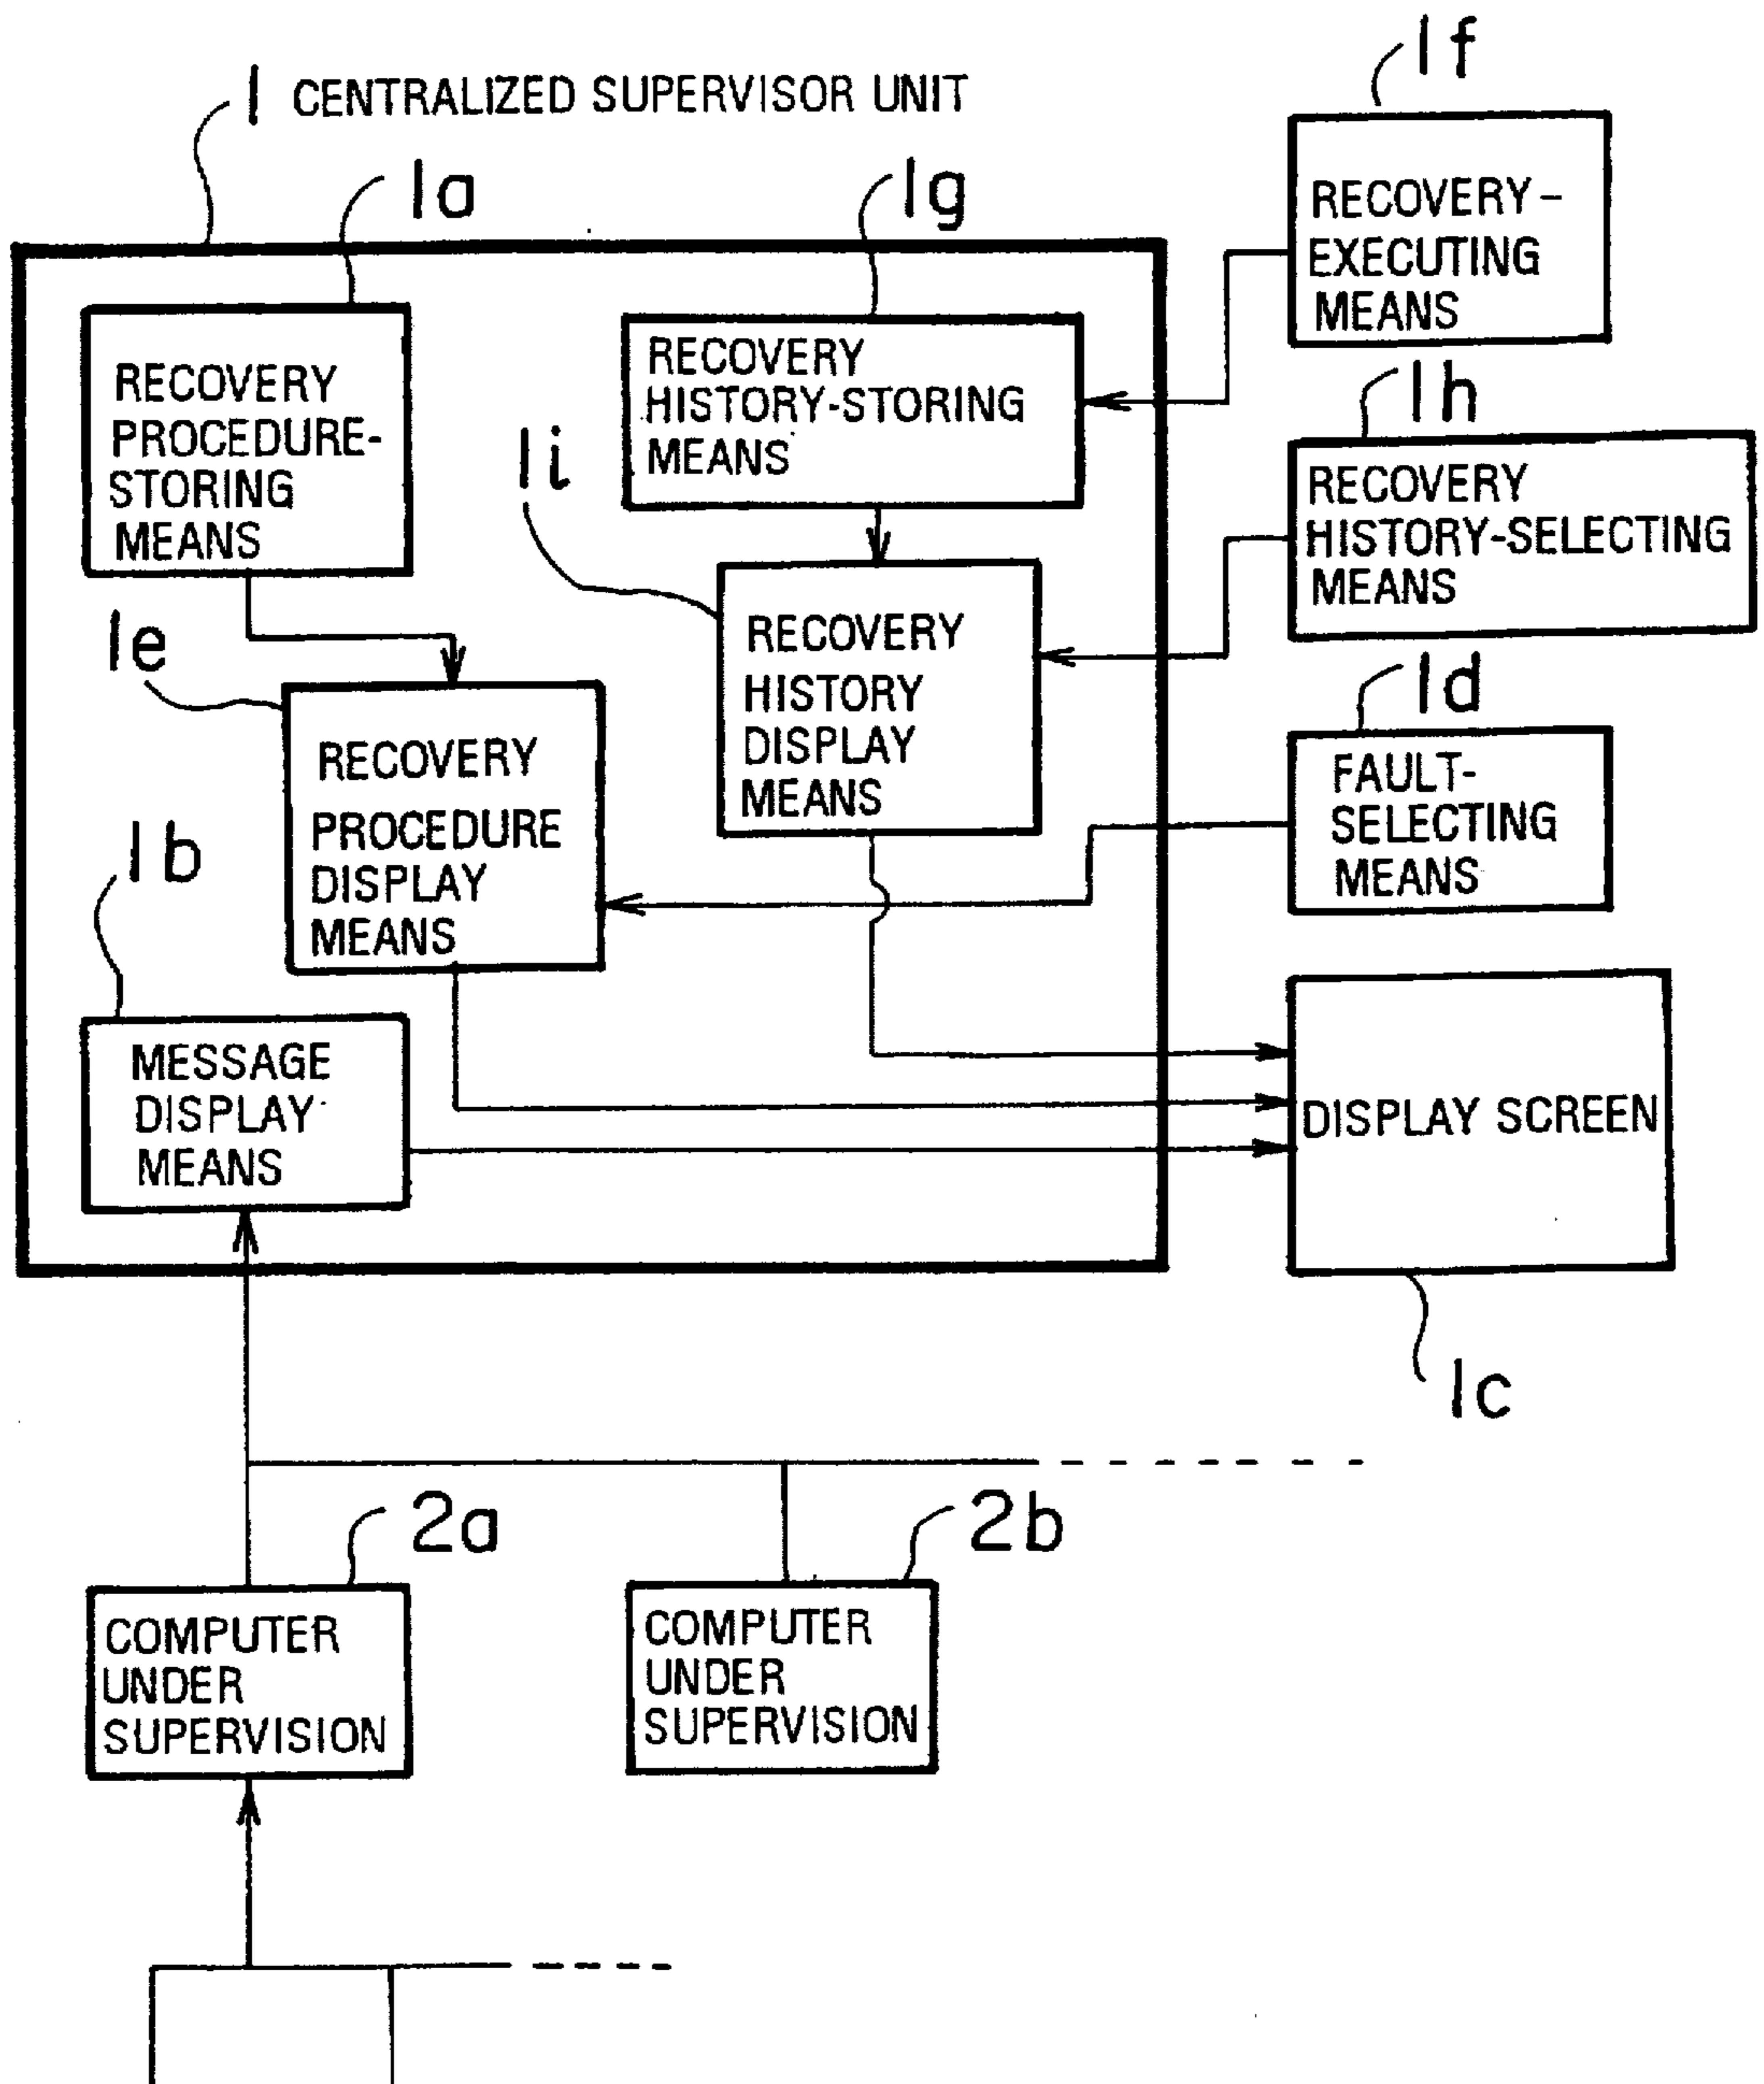 1f
1 CENTRALIZED SUPERVISOR UNIT
1a
1g
RECOVERY-
EXECUTING
MEANS
RECOVERY
PROCEDURE-
STORING
MEANS
RECOVERY
HISTORY-STORING
MEANS
1h
RECOVERY
HISTORY-SELECTING
MEANS
1i
RECOVERY
HISTORY
DISPLAY
MEANS
1e
RECOVERY
PROCEDURE
DISPLAY
MEANS
1d
FAULT-
SELECTING
MEANS
1b
MESSAGE
DISPLAY
MEANS
DISPLAY SCREEN
1c
2a
2b
COMPUTER
UNDER
SUPERVISION
COMPUTER
UNDER
SUPERVISION